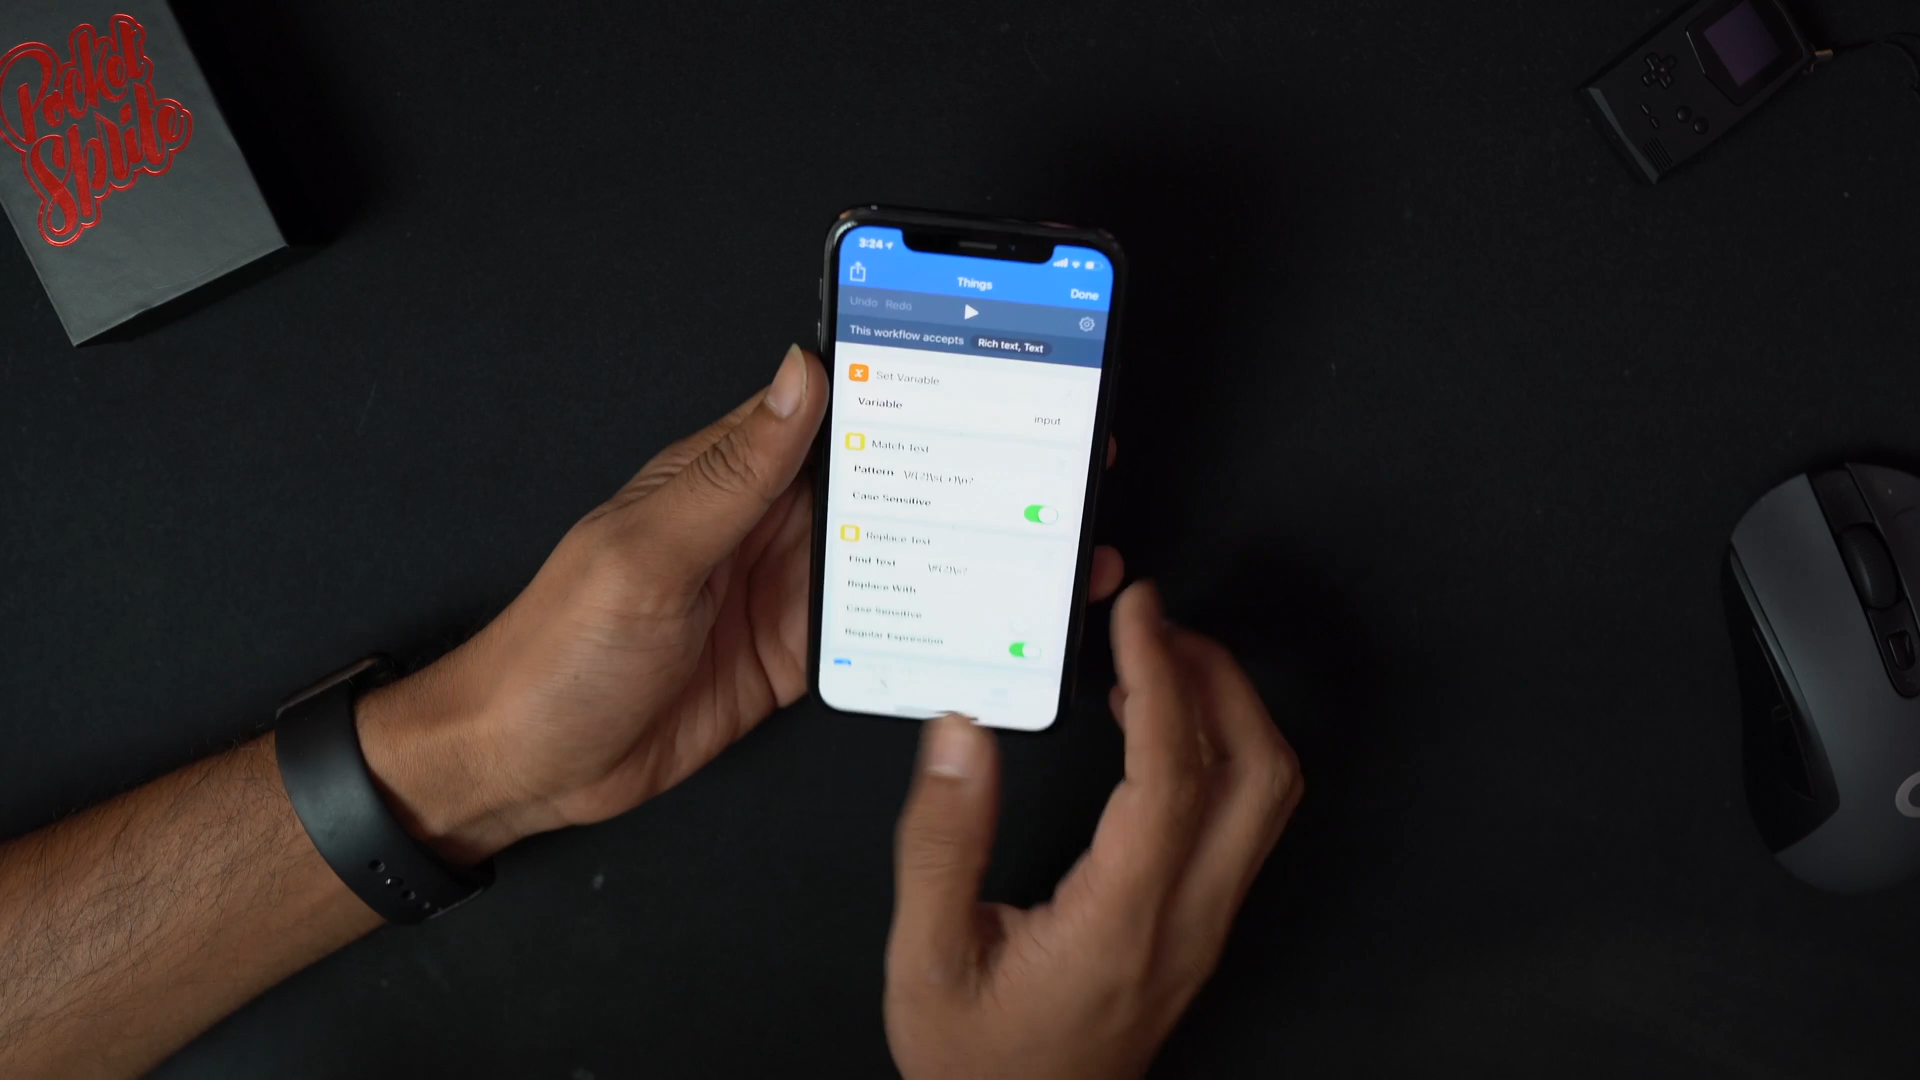 Pocket
Sprite
3:24
Things
Done
Undo Redo
This workflow accepts Rich text, Text
Set Variable
Variable
input
Match Text
Pattern
Case Sensitive
Replace Text
Find Text
Replace With
Case Sensitive
Regular Expression